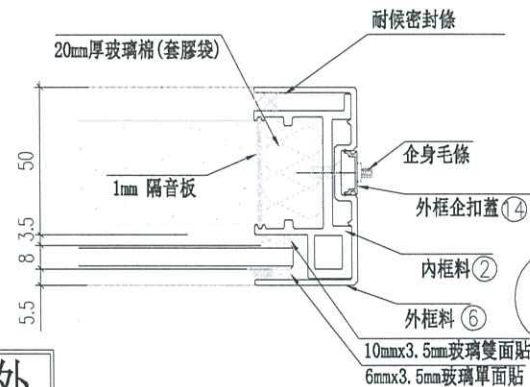 耐候密封條
20mm厚玻璃棉(套膠袋)
50
企身毛條
1mm 隔音板
外框企扣蓋⑭
3.5
內框料②
8
外框料⑥
5.5
10mmx3.5mm玻璃雙面貼
6mmx3.5mm玻璃單面貼
外